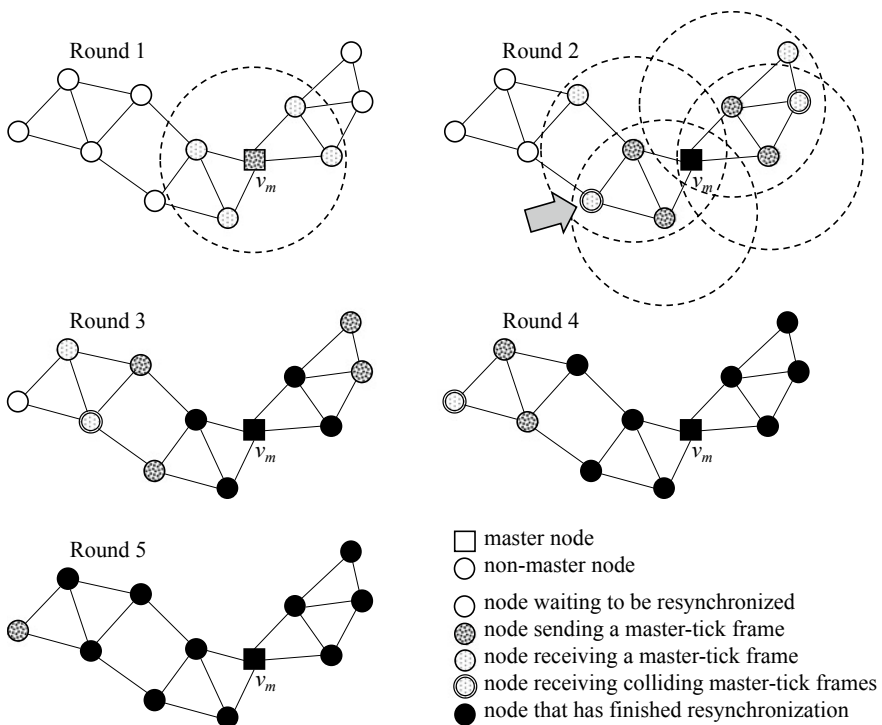 Round 1
v_m
Round 2
v_m
Round 3
v_m
Round 4
v_m
Round 5
v_m
master node
non-master node
node waiting to be resynchronized
node sending a master-tick frame
node receiving a master-tick frame
node receiving colliding master-tick frames
node that has finished resynchronization